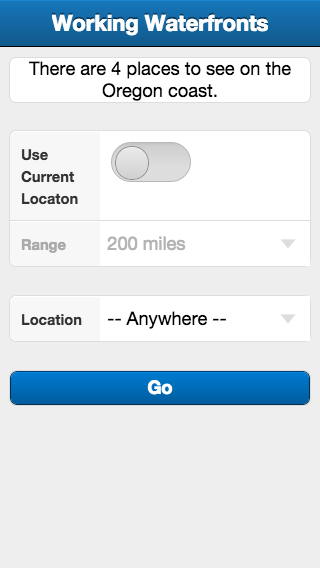 Working Waterfronts
There are 4 places to see on the
Oregon coast.
Use
Current
Locaton
Range
200 miles
Location
-- Anywhere --
Go